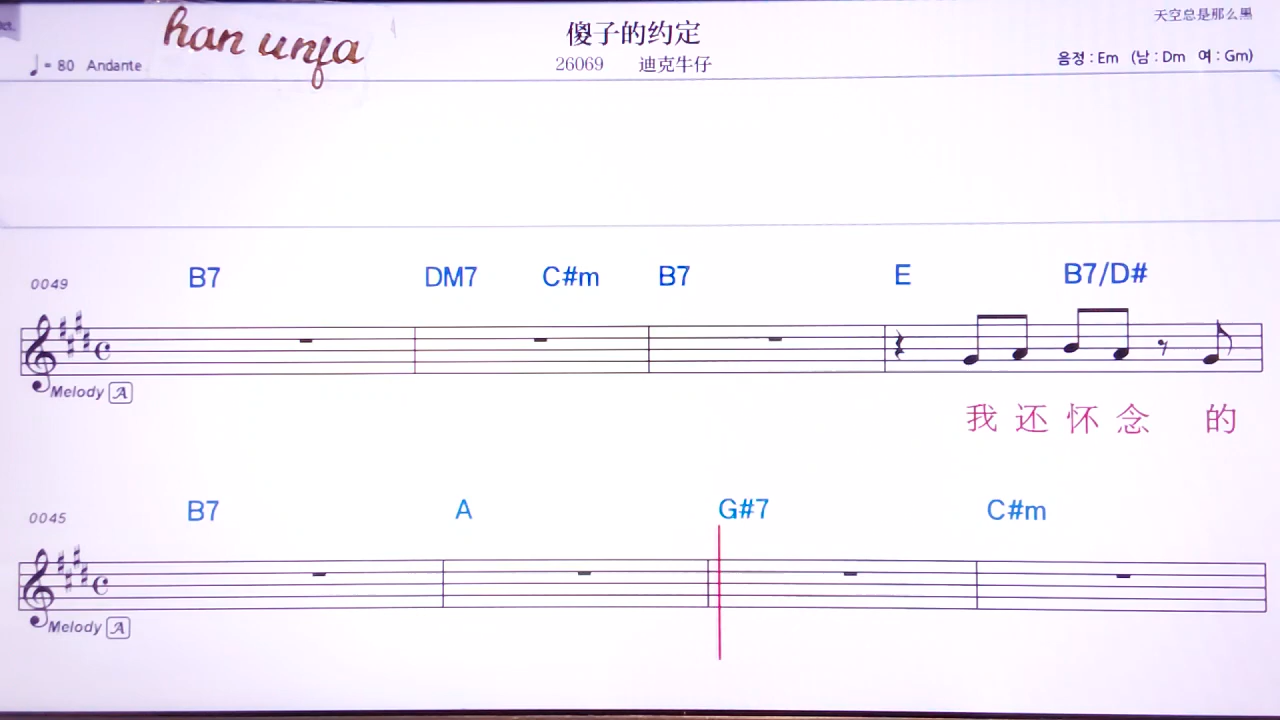 han unfa
傻子的约定
天空总是那么黑
♩= 80 Andante
26069 迪克牛仔
음정 : Em (남 : Dm 여 : Gm)
0049 B7 DM7 C#m B7 E B7/D#
Melody A
我 还 怀 念 的
0045 B7 A G#7 C#m
Melody A